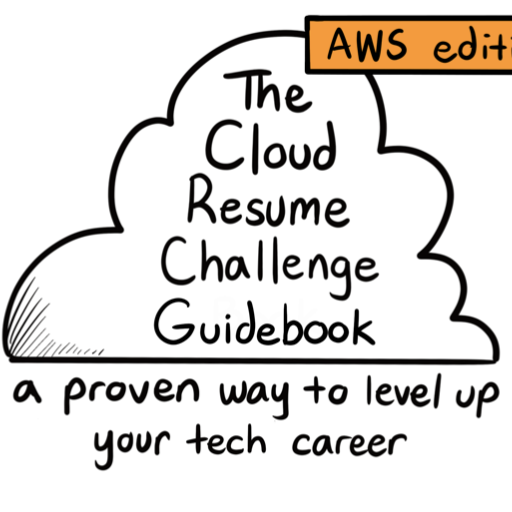 AWS editi
The
Cloud
Resume
Challenge
Guidebook
a proven way to level up
your tech career